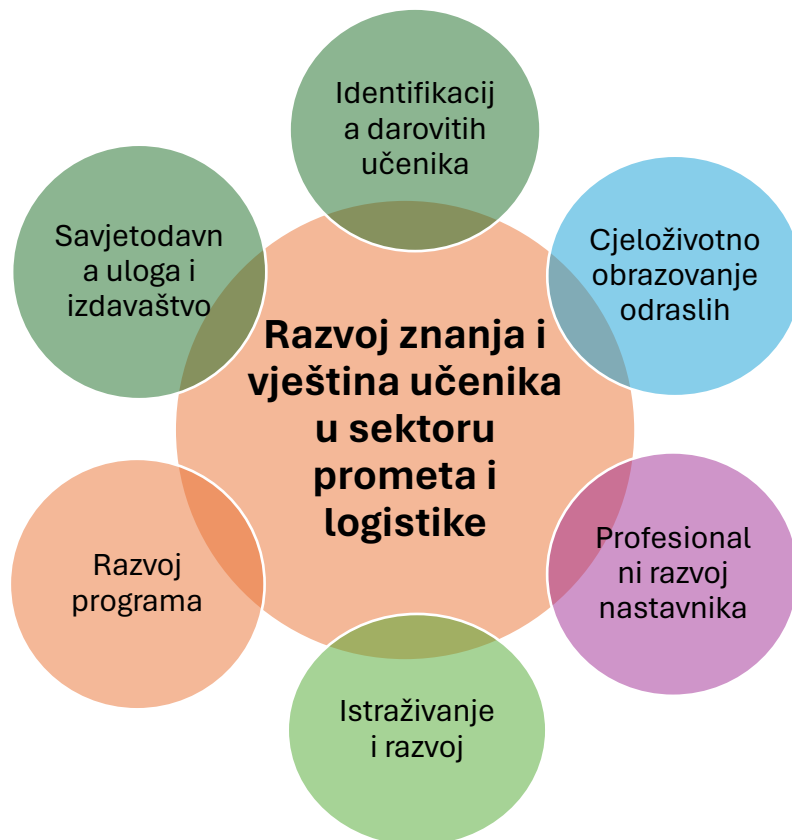 Identifikacij
a darovitih
učenika
Cjeloživotno
obrazovanje
odraslih
Profesional
ni razvoj
nastavnika
Istraživanje
i razvoj
Razvoj
programa
Savjetodavn
a uloga i
izdavaštvo
Razvoj znanja i
vještina učenika
u sektoru
prometa i
logistike